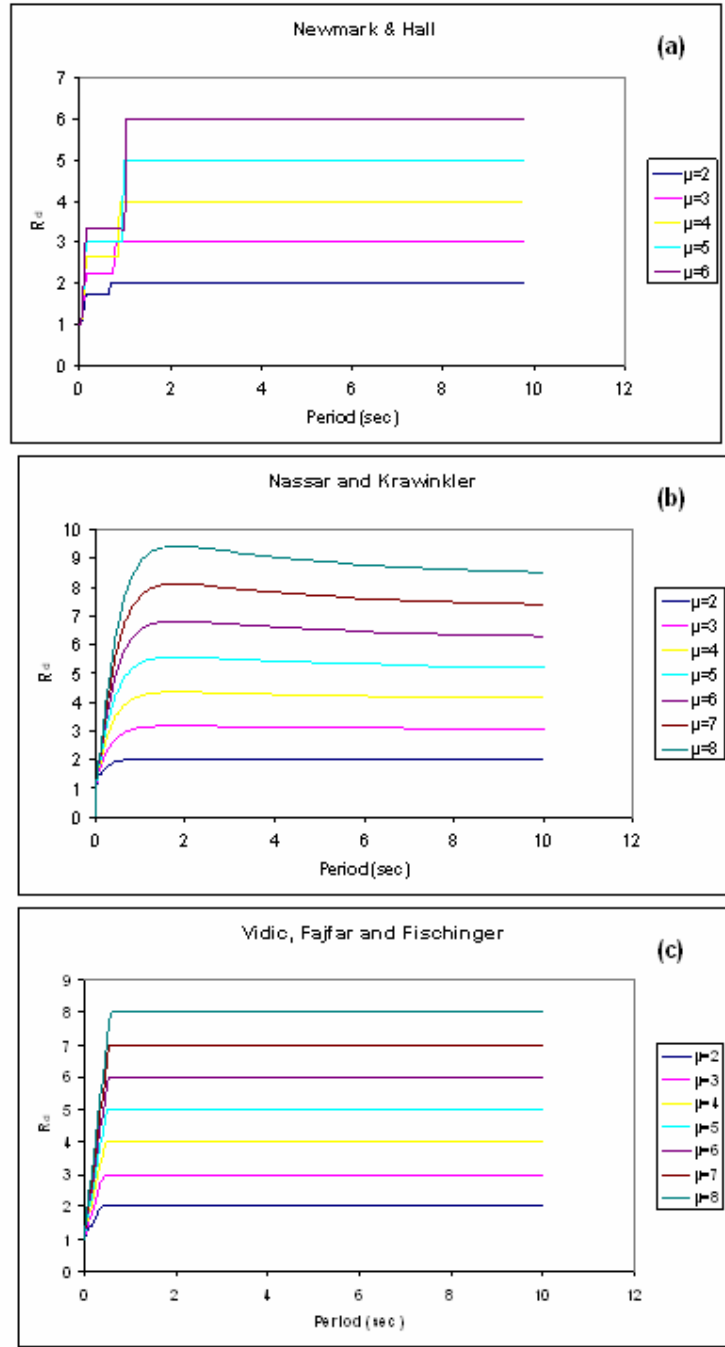 Newmark & Hall
(a)
7
6
5
4
3
2
1
0
Rd
0 2 4 6 8 10 12
Period (sec)
μ=2
μ=3
μ=4
μ=5
μ=6
Nassar and Krawinkler
(b)
10
9
8
7
6
5
4
3
2
1
0
Rd
0 2 4 6 8 10 12
Period (sec)
μ=2
μ=3
μ=4
μ=5
μ=6
μ=7
μ=8
Vidic, Fajfar and Fischinger
(c)
9
8
7
6
5
4
3
2
1
0
Rd
0 2 4 6 8 10 12
Period (sec)
μ=2
μ=3
μ=4
μ=5
μ=6
μ=7
μ=8